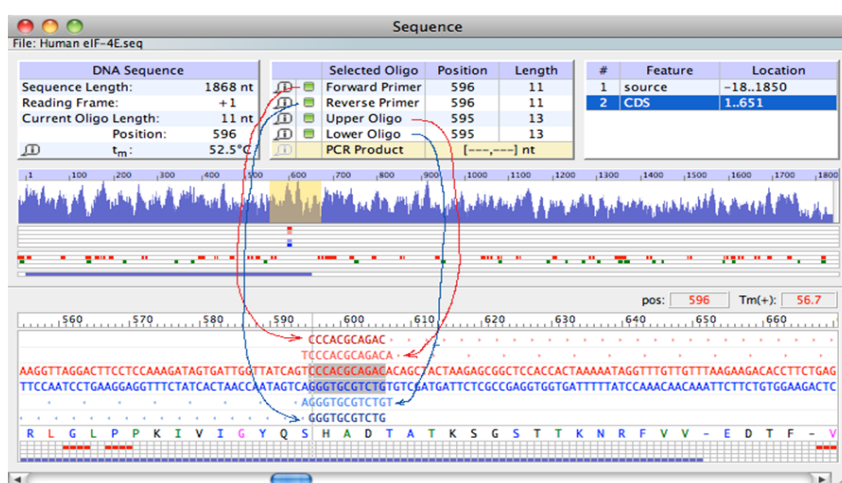 Sequence
File: Human eIF-4E.seq
DNA Sequence
Sequence Length: 1868 nt
Reading Frame: +1
Current Oligo Length: 11 nt
Position: 596
tm: 52.5°C
Selected Oligo Position Length
Forward Primer 596 11
Reverse Primer 596 11
Upper Oligo 595 13
Lower Oligo 595 13
PCR Product [---,---] nt
# Feature Location
1 source -18..1850
2 CDS 1..651
1 100 200 300 400 500 600 700 800 900 1000 1100 1200 1300 1400 1500 1600 1700 1800
pos: 596 Tm(+): 56.7
560 570 580 590 600 610 620 630 640 650 660
CCCACGCAGAC
TCCCACGCAGACA
AAGGTTAGGACTTCCTCCAAAGATAGTGATTGGTTATCAGTCCCACGCAGACACAGCTACTAAGAGCGGCTCCACCACTAAAAATAGGTTTGTTGTTTAAGAAGACACCTTCTGAG
TTCCAATCCTGAAGGAGGTTTCTATCACTAACCAATAGTCAGGGTGCGTCTGTGTCGATGATTCTCGCCGAGGTGGTGATTTTTATCCAAACAACAAATTCTTCTGTGGAAGACTC
AGGGTGCGTCTGT
GGGTGCGTCTG
R L G L P P K I V I G Y Q S H A D T A T K S G S T T K N R F V V - E D T F - V